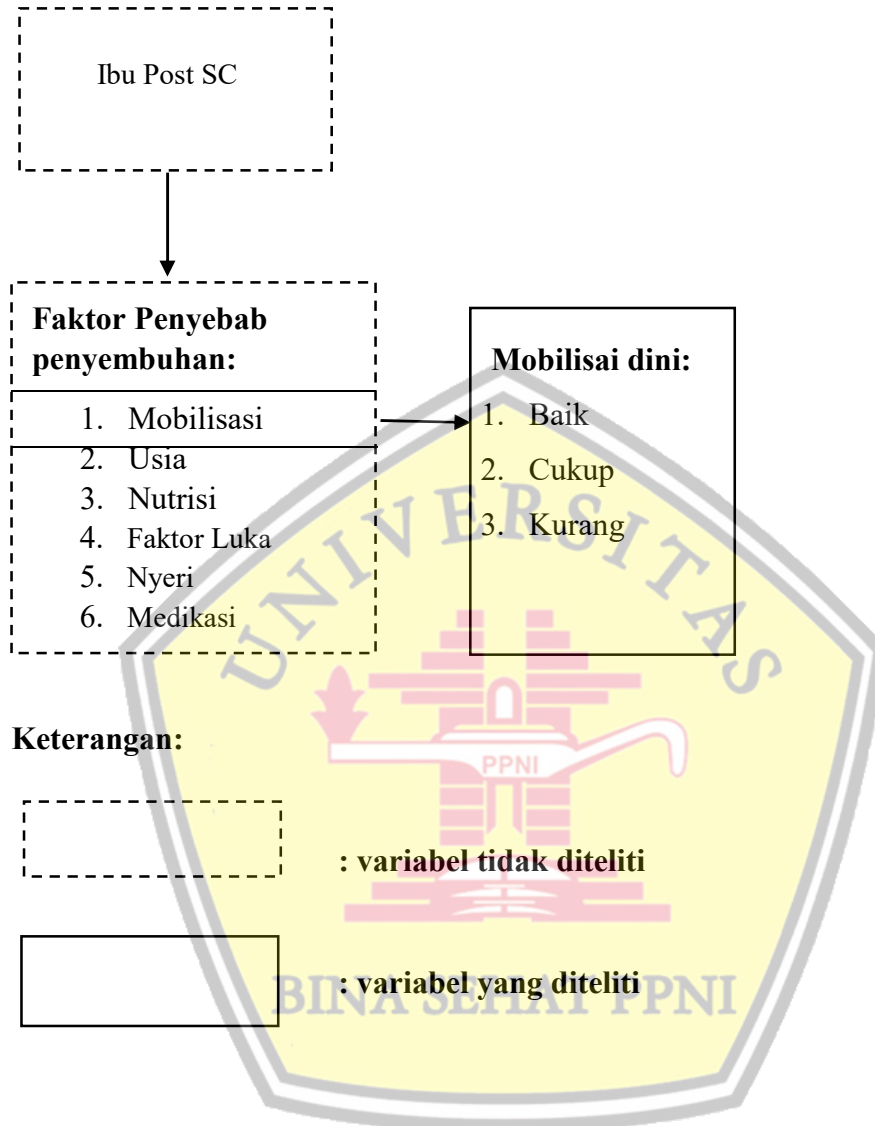 Ibu Post SC
Faktor Penyebab
penyembuhan:
1. Mobilisasi
2. Usia
3. Nutrisi
4. Faktor Luka
5. Nyeri
6. Medikasi
Mobilisai dini:
1. Baik
2. Cukup
3. Kurang
Keterangan:
: variabel tidak diteliti
: variabel yang diteliti
UNIVERSITAS
PPNI
BINA SEHAT PPNI